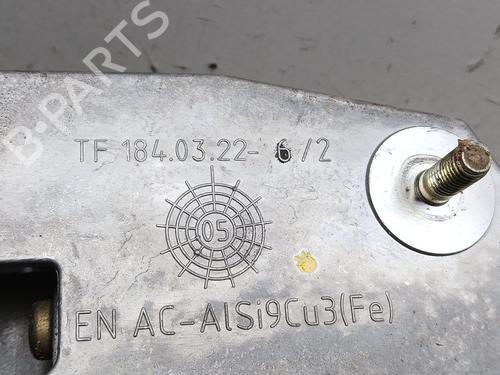 B-PARTS
TF 184.03.22- 6 /2
05
EN AC-AlSi9Cu3(Fe)